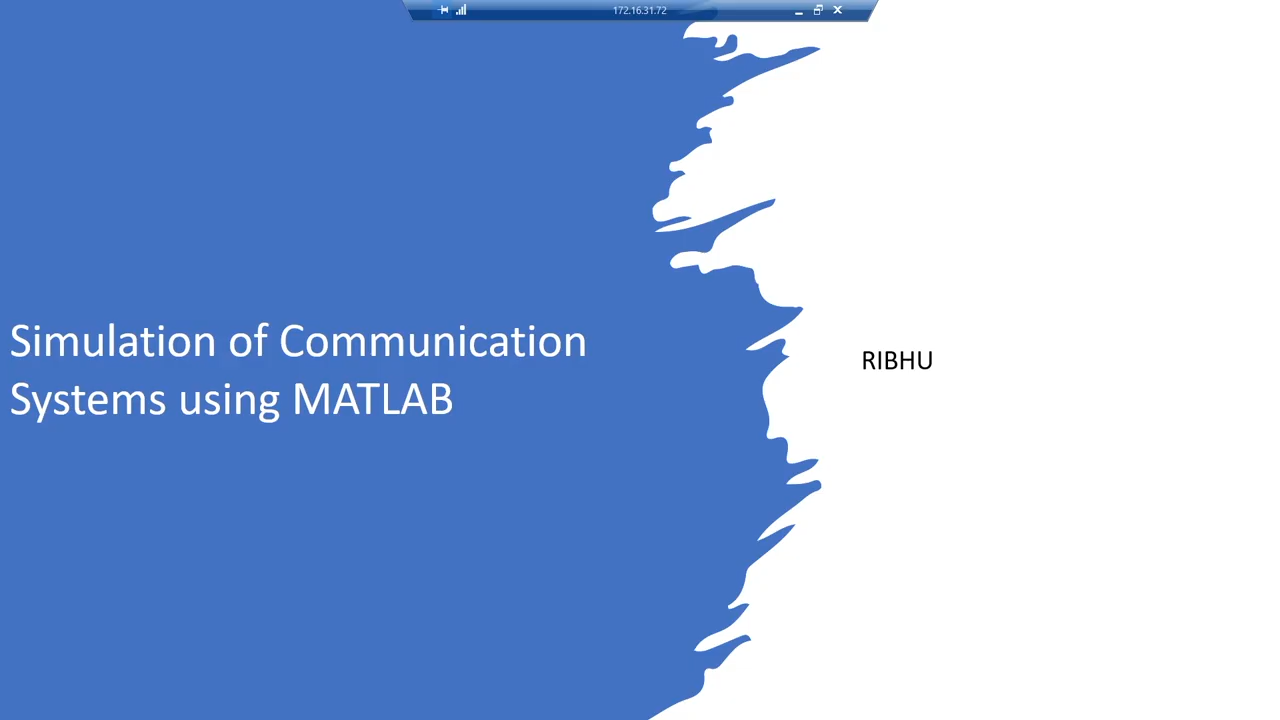 172.16.31.72
Simulation of Communication
Systems using MATLAB
RIBHU